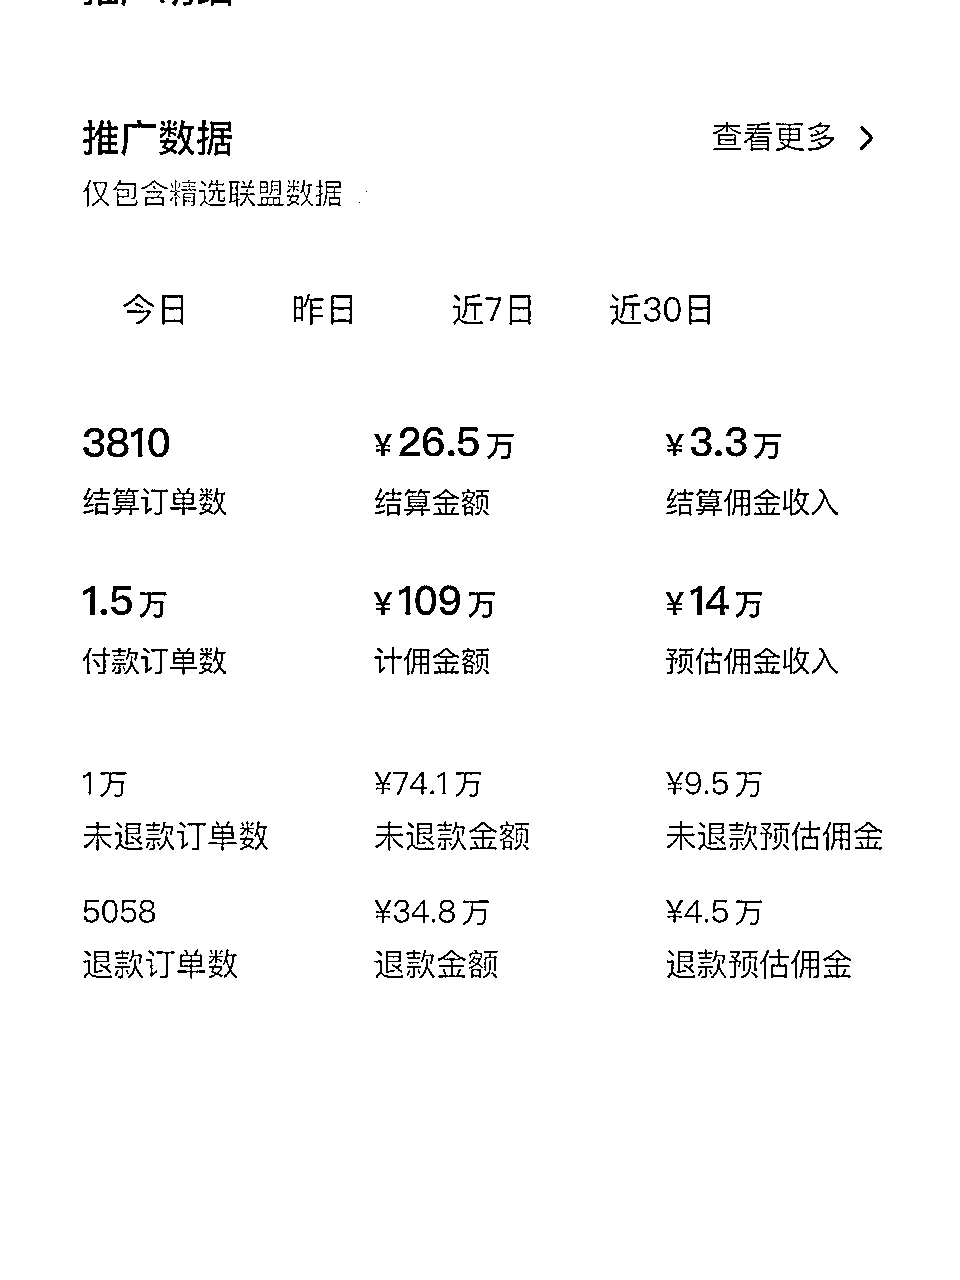 推广数据 查看更多
仅包含精选联盟数据
今日 昨日 近7日 近30日
3810 ¥26.5万 ¥3.3万
结算订单数 结算金额 结算佣金收入
1.5万 ¥109万 ¥14万
付款订单数 计佣金额 预估佣金收入
1万 ¥74.1万 ¥9.5万
未退款订单数 未退款金额 未退款预估佣金
5058 ¥34.8万 ¥4.5万
退款订单数 退款金额 退款预估佣金